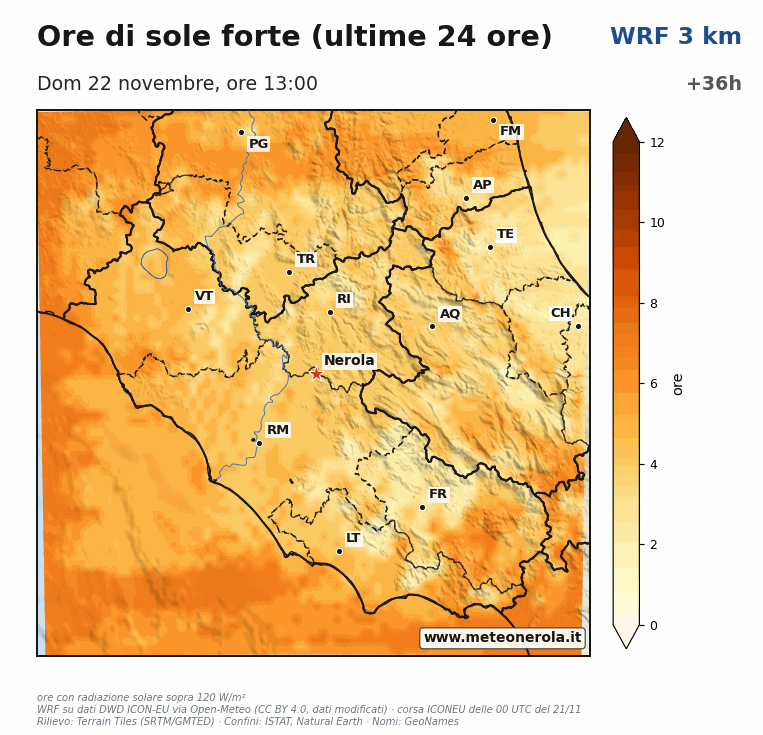 Ore di sole forte (ultime 24 ore)
WRF 3 km
Dom 22 novembre, ore 13:00
+36h
FM
PG
AP
TE
TR
VT
RI
AQ
CH
Nerola
RM
FR
LT
www.meteonerola.it
12
10
8
6
4
2
0
ore
ore con radiazione solare sopra 120 W/m²
WRF su dati DWD ICON-EU via Open-Meteo (CC BY 4.0, dati modificati) · corsa ICONEU delle 00 UTC del 21/11
Rilievo: Terrain Tiles (SRTM/GMTED) · Confini: ISTAT, Natural Earth · Nomi: GeoNames